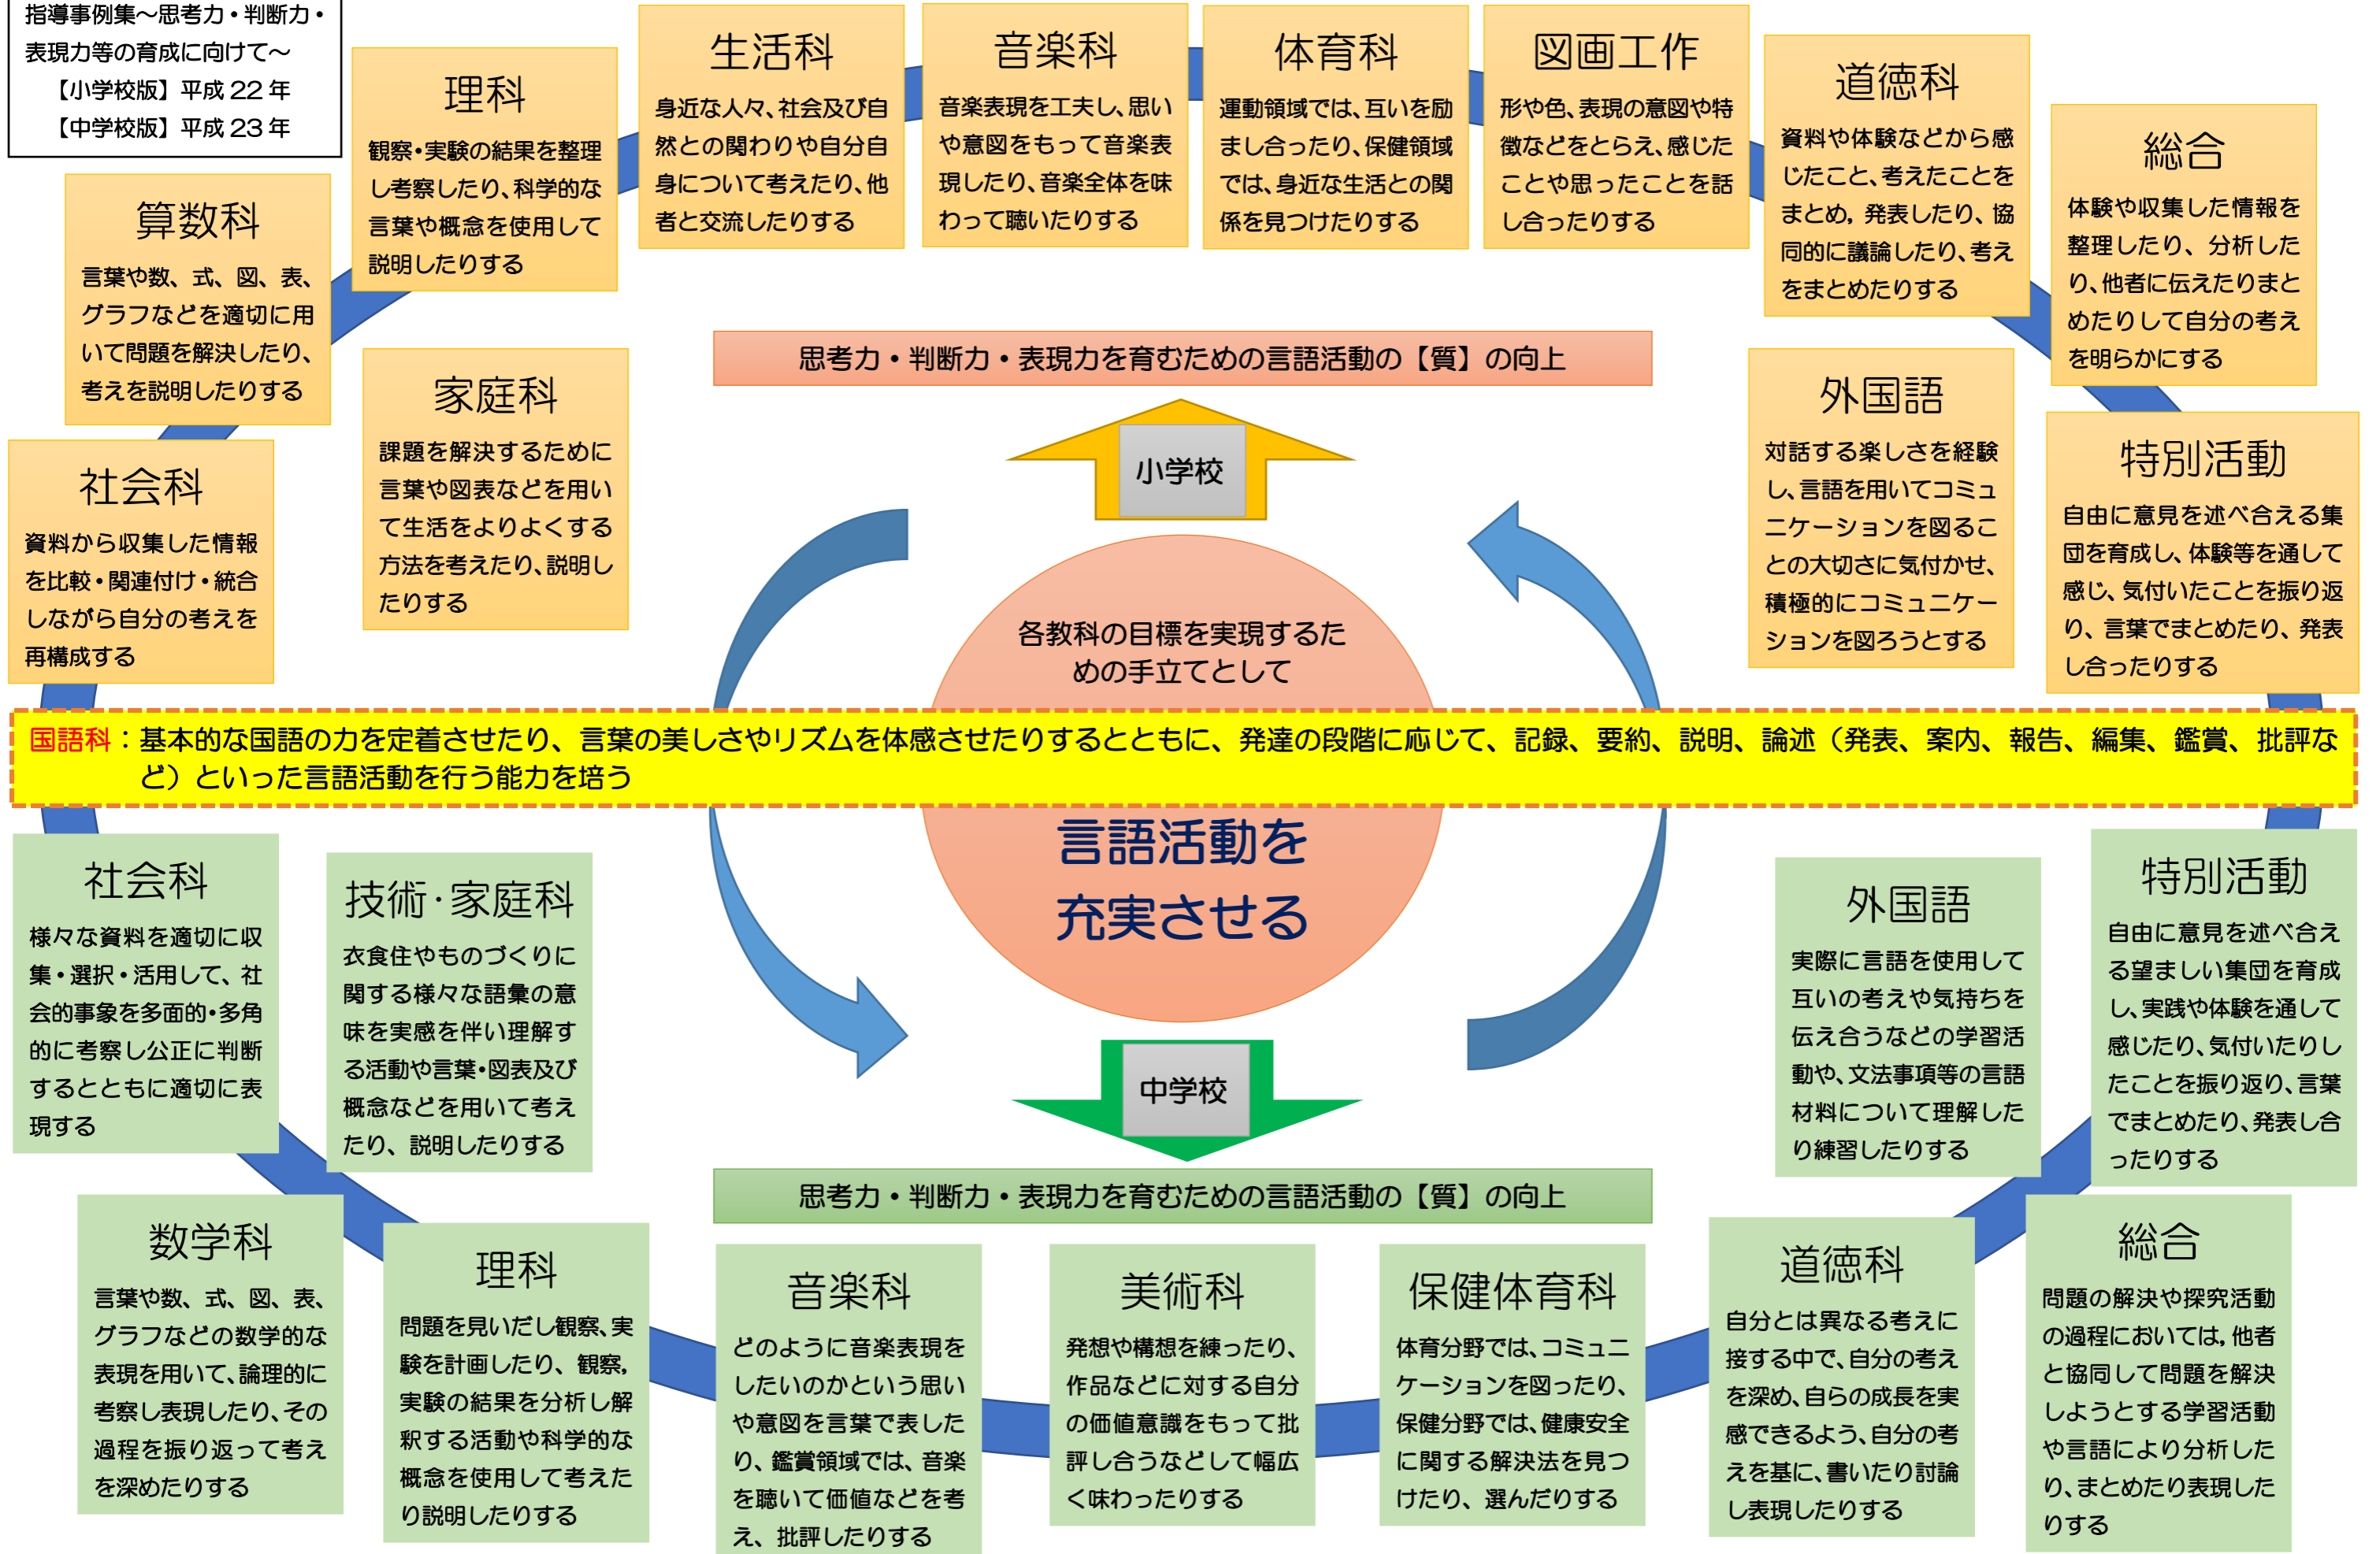 指導事例集～思考力・判断力・
表現力等の育成に向けて～
【小学校版】平成 22 年
【中学校版】平成 23 年
算数科
言葉や数、式、図、表、
グラフなどを適切に用
いて問題を解決したり、
考えを説明したりする
理科
観察・実験の結果を整理
し考察したり、科学的な
言葉や概念を使用して
説明したりする
生活科
身近な人々、社会及び自
然との関わりや自分自
身について考えたり、他
者と交流したりする
音楽科
音楽表現を工夫し、思い
や意図をもって音楽表
現したり、音楽全体を味
わって聴いたりする
体育科
運動領域では、互いを励
まし合ったり、保健領域
では、身近な生活との関
係を見つけたりする
図画工作
形や色、表現の意図や特
徴などをとらえ、感じた
ことや思ったことを話
し合ったりする
道徳科
資料や体験などから感
じたこと、考えたことを
まとめ，発表したり、協
同的に議論したり、考え
をまとめたりする
総合
体験や収集した情報を
整理したり、分析した
り、他者に伝えたりまと
めたりして自分の考え
を明らかにする
社会科
資料から収集した情報
を比較・関連付け・統合
しながら自分の考えを
再構成する
家庭科
課題を解決するために
言葉や図表などを用い
て生活をよりよくする
方法を考えたり、説明し
たりする
思考力・判断力・表現力を育むための言語活動の【質】の向上
小学校
外国語
対話する楽しさを経験
し、言語を用いてコミュ
ニケーションを図るこ
との大切さに気付かせ、
積極的にコミュニケー
ションを図ろうとする
特別活動
自由に意見を述べ合える集
団を育成し、体験等を通して
感じ、気付いたことを振り返
り、言葉でまとめたり、発表
し合ったりする
各教科の目標を実現するた
めの手立てとして
国語科：基本的な国語の力を定着させたり、言葉の美しさやリズムを体感させたりするとともに、発達の段階に応じて、記録、要約、説明、論述（発表、案内、報告、編集、鑑賞、批評な
ど）といった言語活動を行う能力を培う
言語活動を
充実させる
中学校
思考力・判断力・表現力を育むための言語活動の【質】の向上
社会科
様々な資料を適切に収
集・選択・活用して、社
会的事象を多面的・多角
的に考察し公正に判断
するとともに適切に表
現する
技術・家庭科
衣食住やものづくりに
関する様々な語彙の意
味を実感を伴い理解す
る活動や言葉・図表及び
概念などを用いて考え
たり、説明したりする
外国語
実際に言語を使用して
互いの考えや気持ちを
伝え合うなどの学習活
動や、文法事項等の言語
材料について理解した
り練習したりする
特別活動
自由に意見を述べ合え
る望ましい集団を育成
し、実践や体験を通して
感じたり、気付いたりし
たことを振り返り、言葉
でまとめたり、発表し合
ったりする
数学科
言葉や数、式、図、表、
グラフなどの数学的な
表現を用いて、論理的に
考察し表現したり、その
過程を振り返って考え
を深めたりする
理科
問題を見いだし観察、実
験を計画したり、観察，
実験の結果を分析し解
釈する活動や科学的な
概念を使用して考えた
り説明したりする
音楽科
どのように音楽表現を
したいのかという思い
や意図を言葉で表した
り、鑑賞領域では、音楽
を聴いて価値などを考
え、批評したりする
美術科
発想や構想を練ったり、
作品などに対する自分
の価値意識をもって批
評し合うなどして幅広
く味わったりする
保健体育科
体育分野では、コミュニ
ケーションを図ったり、
保健分野では、健康安全
に関する解決法を見つ
けたり、選んだりする
道徳科
自分とは異なる考えに
接する中で、自分の考え
を深め、自らの成長を実
感できるよう、自分の考
えを基に、書いたり討論
し表現したりする
総合
問題の解決や探究活動
の過程においては，他者
と協同して問題を解決
しようとする学習活動
や言語により分析した
り、まとめたり表現した
りする